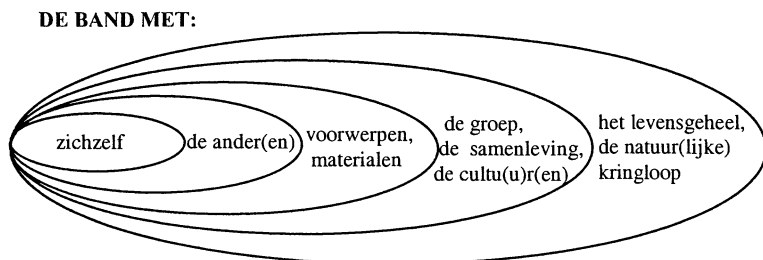 DE BAND MET:
zichzelf
de ander(en)
voorwerpen,
materialen
de groep,
de samenleving,
de cultu(u)r(en)
het levensgeheel,
de natuur(lijke)
kringloop